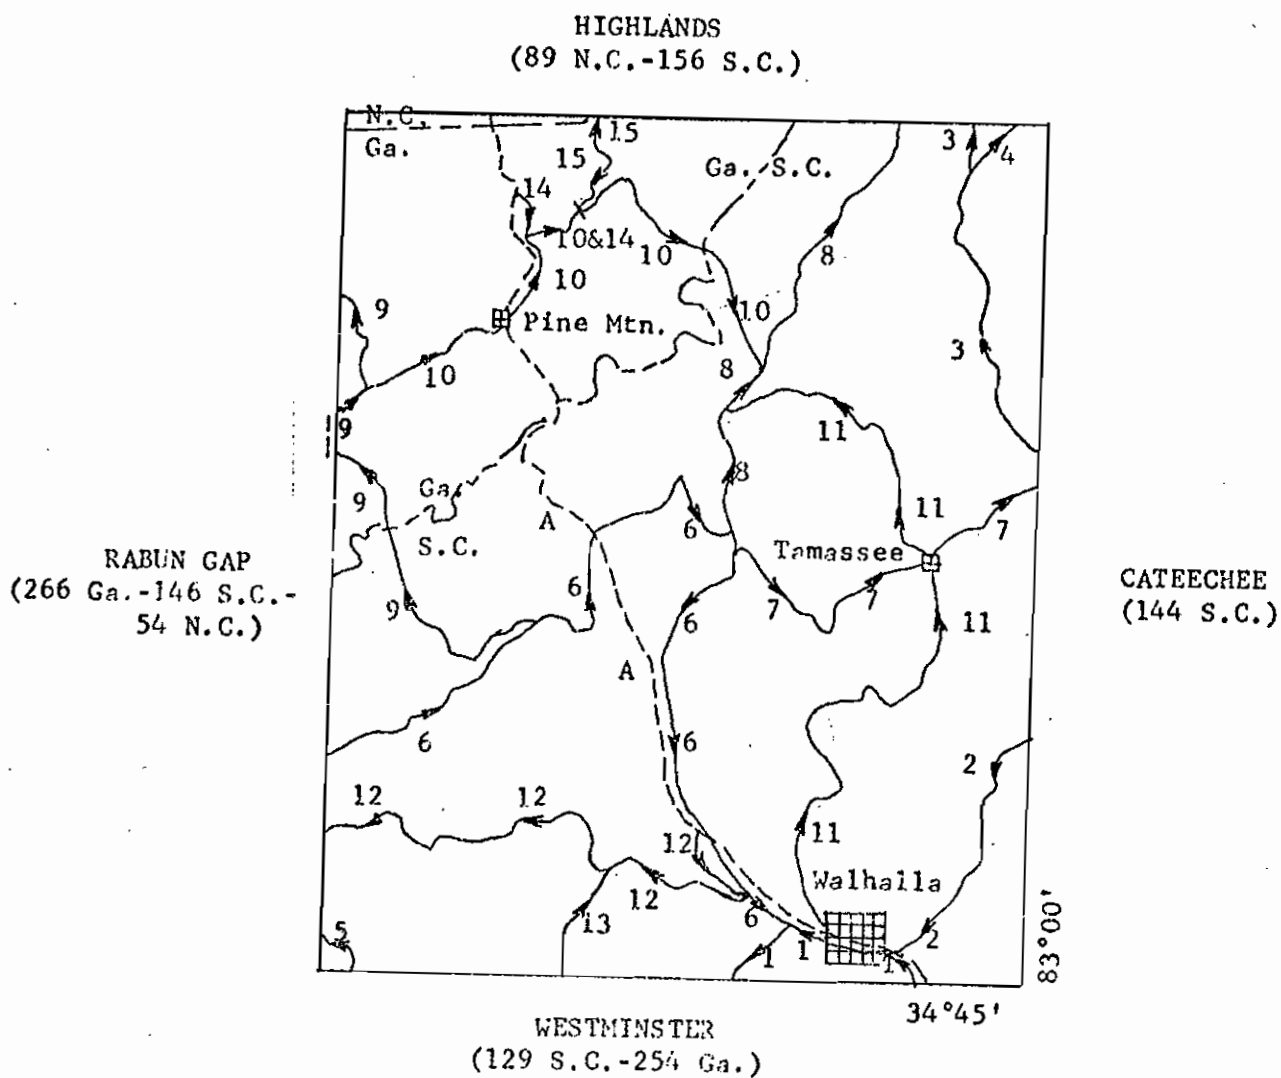 HIGHLANDS
(89 N.C.-156 S.C.)
N.C.
Ga.
15
3
4
15
Ga. S.C.
14
10&14
10
8
10
9
10
Pine Mtn.
3
10
8
9
11
8
9
Ga.
A
6
11
7
S.C.
Tamassee
RABUN GAP
(266 Ga.-146 S.C.-
54 N.C.)
6
7
7
CATEECHEE
(144 S.C.)
9
6
11
A
6
6
2
12
12
11
12
Walhalla
12
6
13
5
1
1
1
2
83°00'
34°45'
WESTMINSTER
(129 S.C.-254 Ga.)